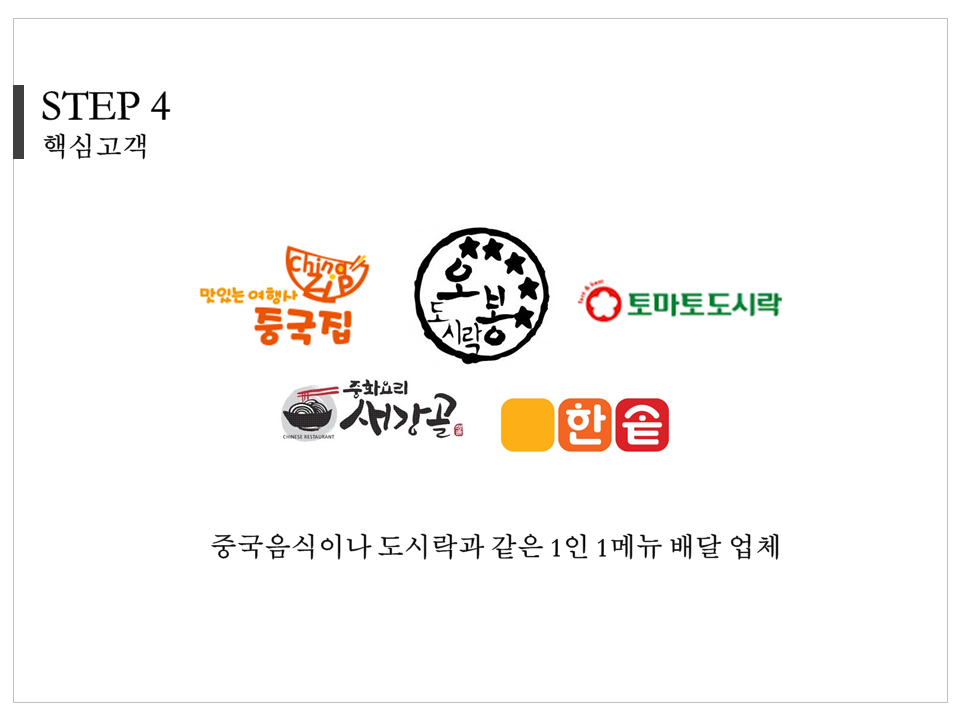 STEP 4
핵심고객
Ching Zip
맛있는 여행사
중국집
오봉
도시락
토마토도시락
중화요리
새강골
CHINESE RESTAURANT
한솥
중국음식이나 도시락과 같은 1인 1메뉴 배달 업체